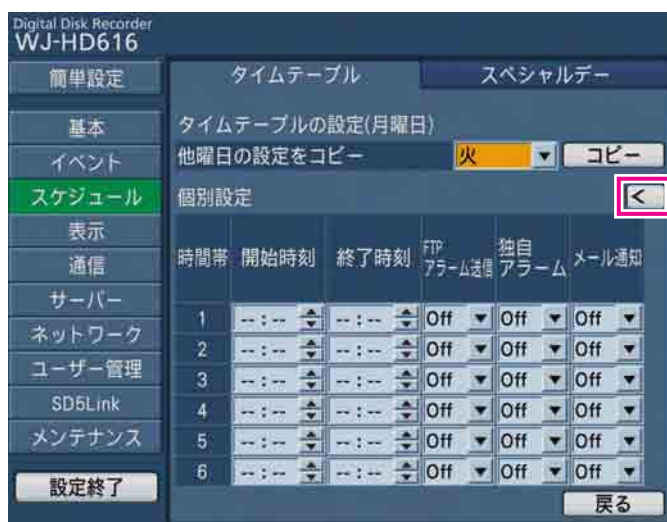 Digital Disk Recorder
WJ-HD616
簡単設定
基本
イベント
スケジュール
表示
通信
サーバー
ネットワーク
ユーザー管理
SD5Link
メンテナンス
設定終了
タイムテーブル スペシャルデー
タイムテーブルの設定(月曜日)
他曜日の設定をコピー 火 コピー
個別設定 <
時間帯 開始時刻 終了時刻 FTPアラーム送信 独自アラーム メール通知
1 --:-- --:-- Off Off Off
2 --:-- --:-- Off Off Off
3 --:-- --:-- Off Off Off
4 --:-- --:-- Off Off Off
5 --:-- --:-- Off Off Off
6 --:-- --:-- Off Off Off
戻る